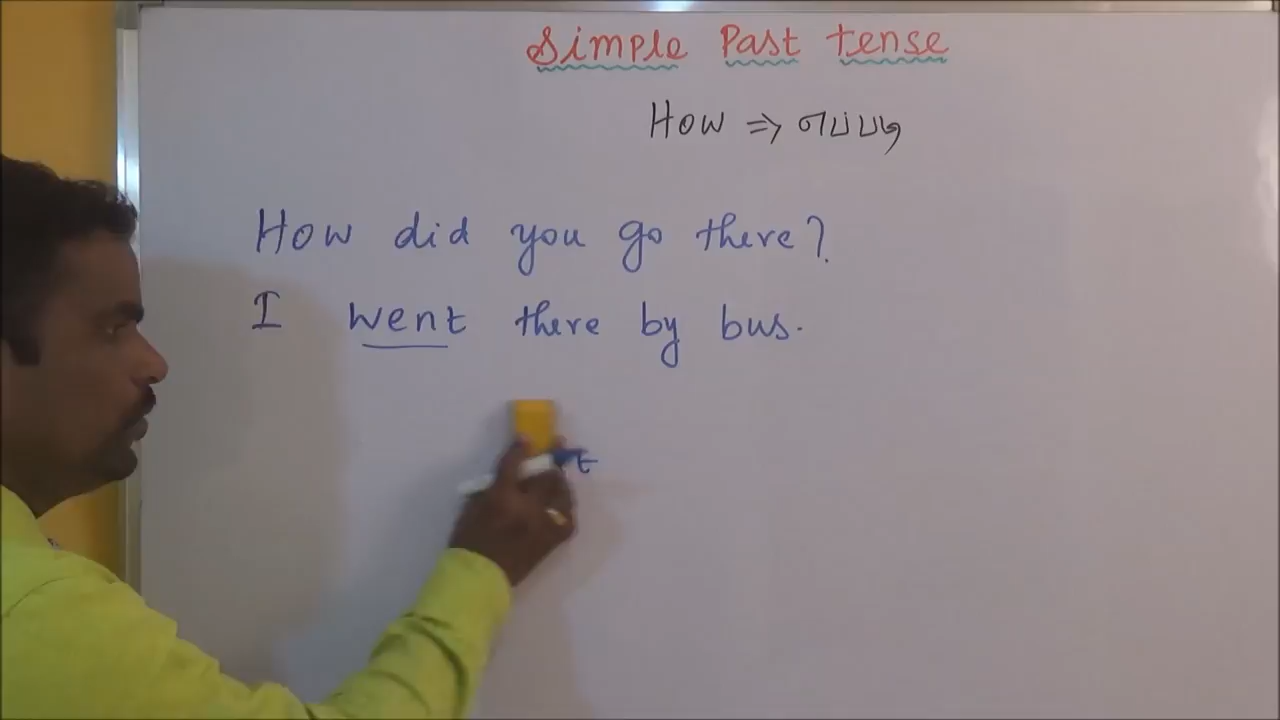 Simple Past tense
How ⇒ எப்படி
How did you go there?
I went there by bus.
t